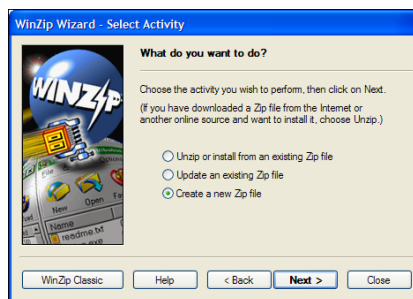 WinZip Wizard - Select Activity
What do you want to do?
Choose the activity you wish to perform, then click on Next.
(If you have downloaded a Zip file from the Internet or
another online source and want to install it, choose Unzip.)
Unzip or install from an existing Zip file
Update an existing Zip file
Create a new Zip file
WINZIP
File
New
Open
Name
readme.txt
WinZip Classic
Help
< Back
Next >
Close